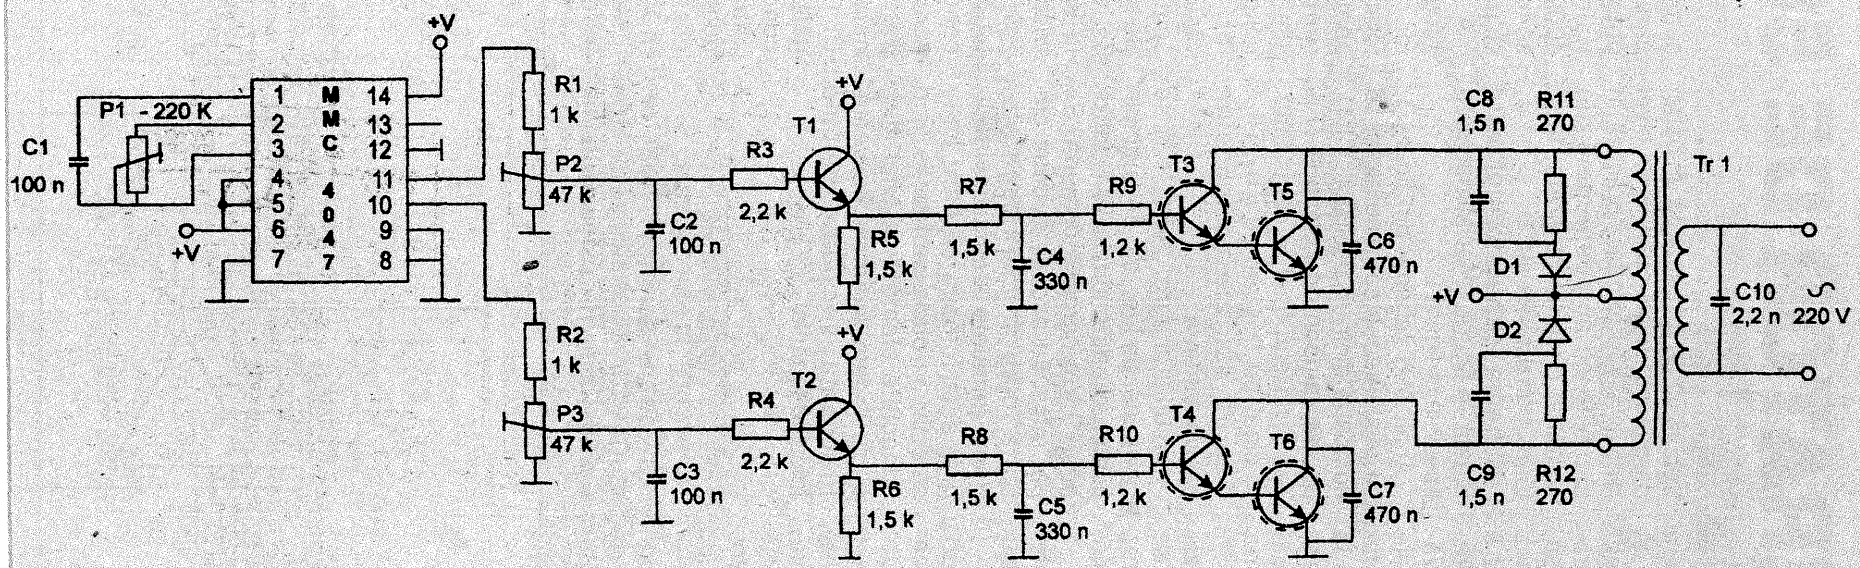 +V
C1
100 n
P1 - 220 K
+V
1 M 14
2 M 13
3 C 12
4 4 11
5 0 10
6 4 9
7 7 8
R1
1 k
P2
47 k
C2
100 n
R3
2,2 k
T1
+V
R5
1,5 k
R7
1,5 k
C4
330 n
R9
1,2 k
T3
T5
C6
470 n
C8
1,5 n
R11
270
D1
+V
D2
Tr 1
C10
2,2 n
220 V
R2
1 k
P3
47 k
C3
100 n
R4
2,2 k
T2
+V
R6
1,5 k
R8
1,5 k
C5
330 n
R10
1,2 k
T4
T6
C7
470 n
C9
1,5 n
R12
270